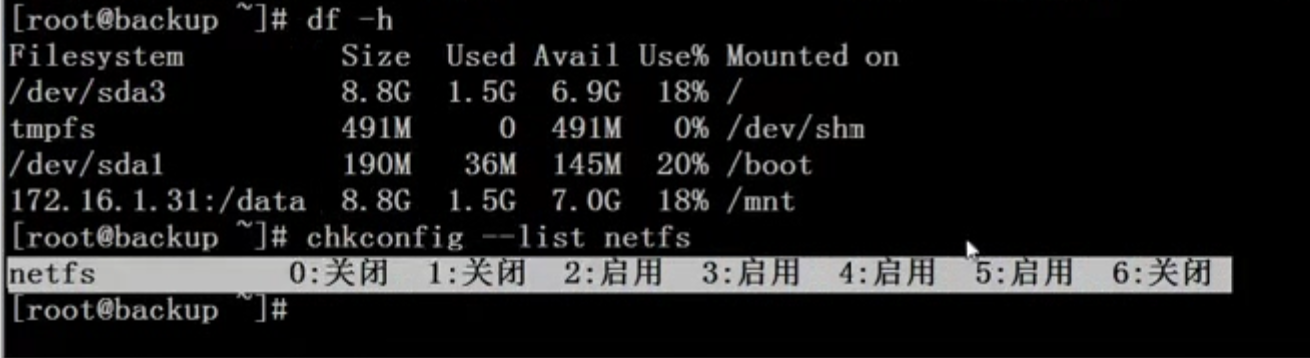 [root@backup ~]# df -h
Filesystem Size Used Avail Use% Mounted on
/dev/sda3 8.8G 1.5G 6.9G 18% /
tmpfs 491M 0 491M 0% /dev/shm
/dev/sda1 190M 36M 145M 20% /boot
172.16.1.31:/data 8.8G 1.5G 7.0G 18% /mnt
[root@backup ~]# chkconfig --list netfs
netfs 0:关闭 1:关闭 2:启用 3:启用 4:启用 5:启用 6:关闭
[root@backup ~]#